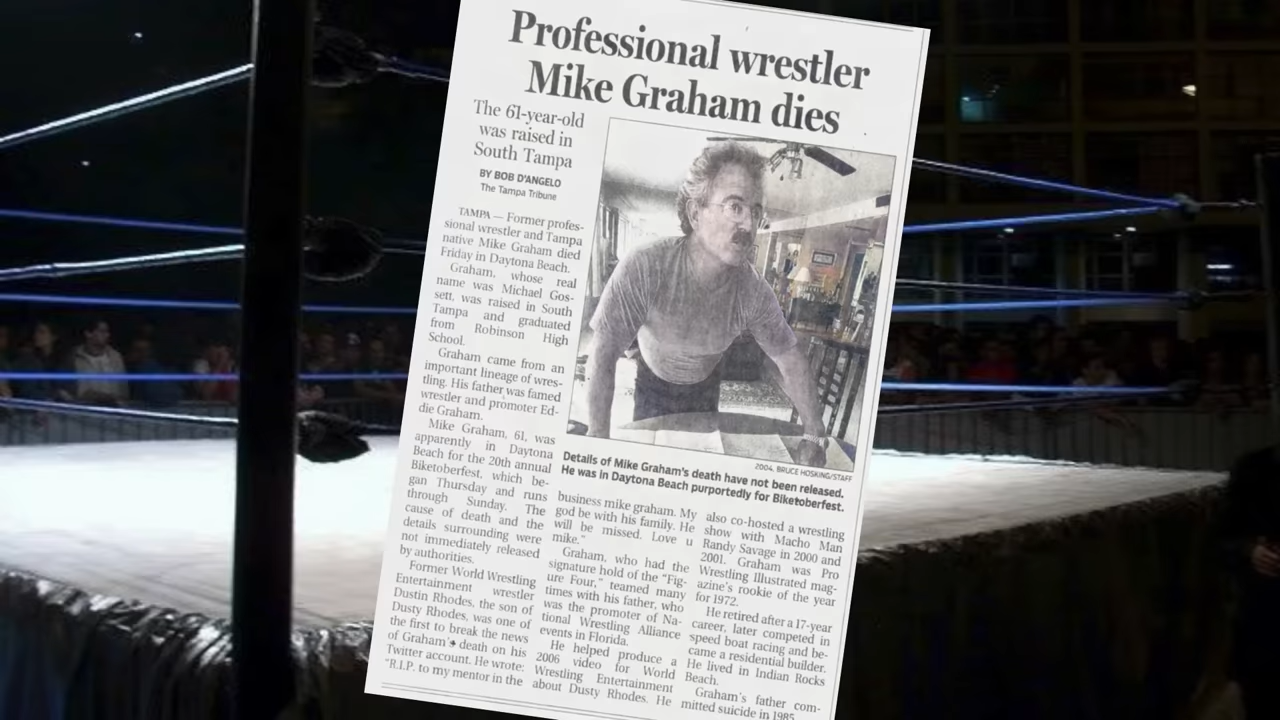 Professional wrestler
Mike Graham dies
The 61-year-old
was raised in
South Tampa
BY BOB D'ANGELO
The Tampa Tribune
TAMPA — Former profes-
sional wrestler and Tampa
native Mike Graham died
Friday in Daytona Beach.
Graham, whose real
name was Michael Gos-
sett, was raised in South
Tampa and graduated
from Robinson High
School.
Graham came from an
important lineage of wres-
tling. His father was famed
wrestler and promoter Ed-
die Graham.
Mike Graham, 61, was
apparently in Daytona
Beach for the 20th annual
Biketoberfest, which be-
gan Thursday and runs
through Sunday. The
cause of death and the
details surrounding were
not immediately released
by authorities.
Former World Wrestling
Entertainment wrestler
Dustin Rhodes, the son of
Dusty Rhodes, was one of
the first to break the news
of Graham's death on his
Twitter account. He wrote:
"R.I.P. to my mentor in the
2004, BRUCE HOSKING/STAFF
Details of Mike Graham's death have not been released.
He was in Daytona Beach purportedly for Biketoberfest.
business mike graham. My
god be with his family. He
will be missed. Love u
mike."
Graham, who had the
signature hold of the "Fig-
ure Four," teamed many
times with his father, who
was the promoter of Na-
tional Wrestling Alliance
events in Florida.
He helped produce a
2006 video for World
Wrestling Entertainment
about Dusty Rhodes. He
also co-hosted a wrestling
show with Macho Man
Randy Savage in 2000 and
2001. Graham was Pro
Wrestling Illustrated mag-
azine's rookie of the year
for 1972.
He retired after a 17-year
career, later competed in
speed boat racing and be-
came a residential builder.
He lived in Indian Rocks
Beach.
Graham's father com-
mitted suicide in 1985.